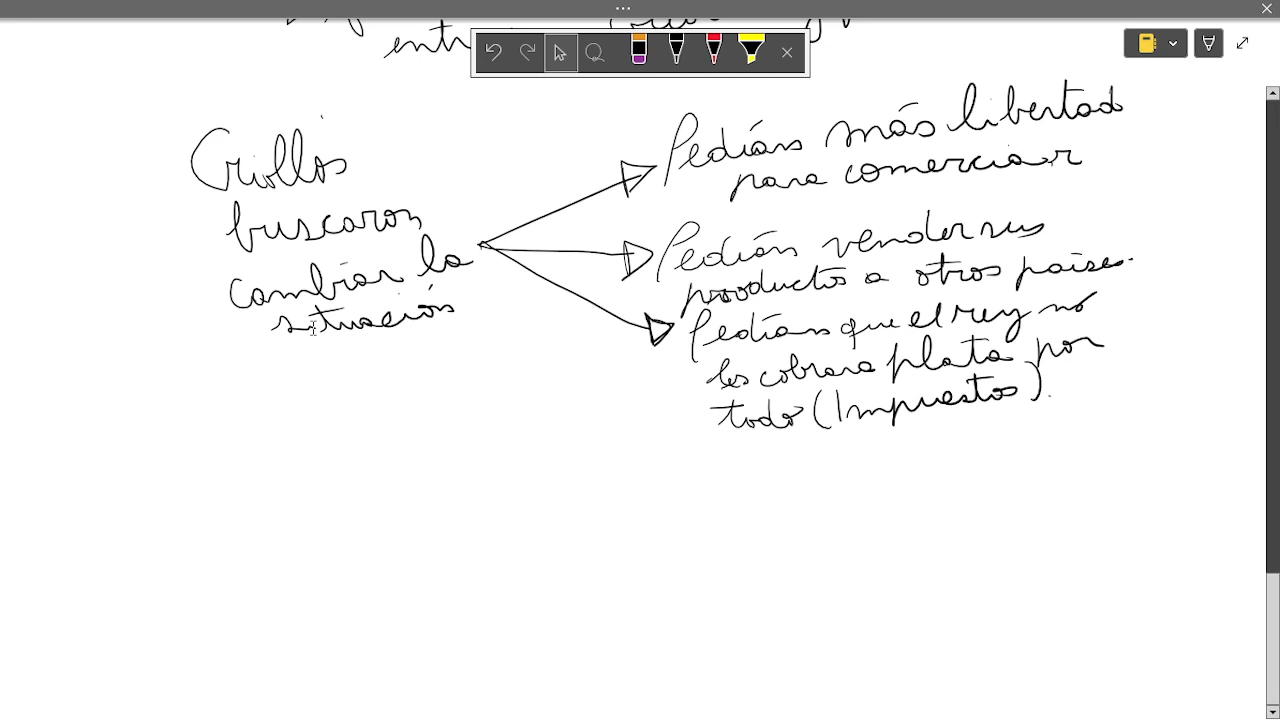 entr
Criollos
buscaron
cambiar la
situación
Pedían más libertad
para comerciar
Pedían vender sus
productos a otros países.
Pedían que el rey no
les cobrara plata por
todo (Impuestos).